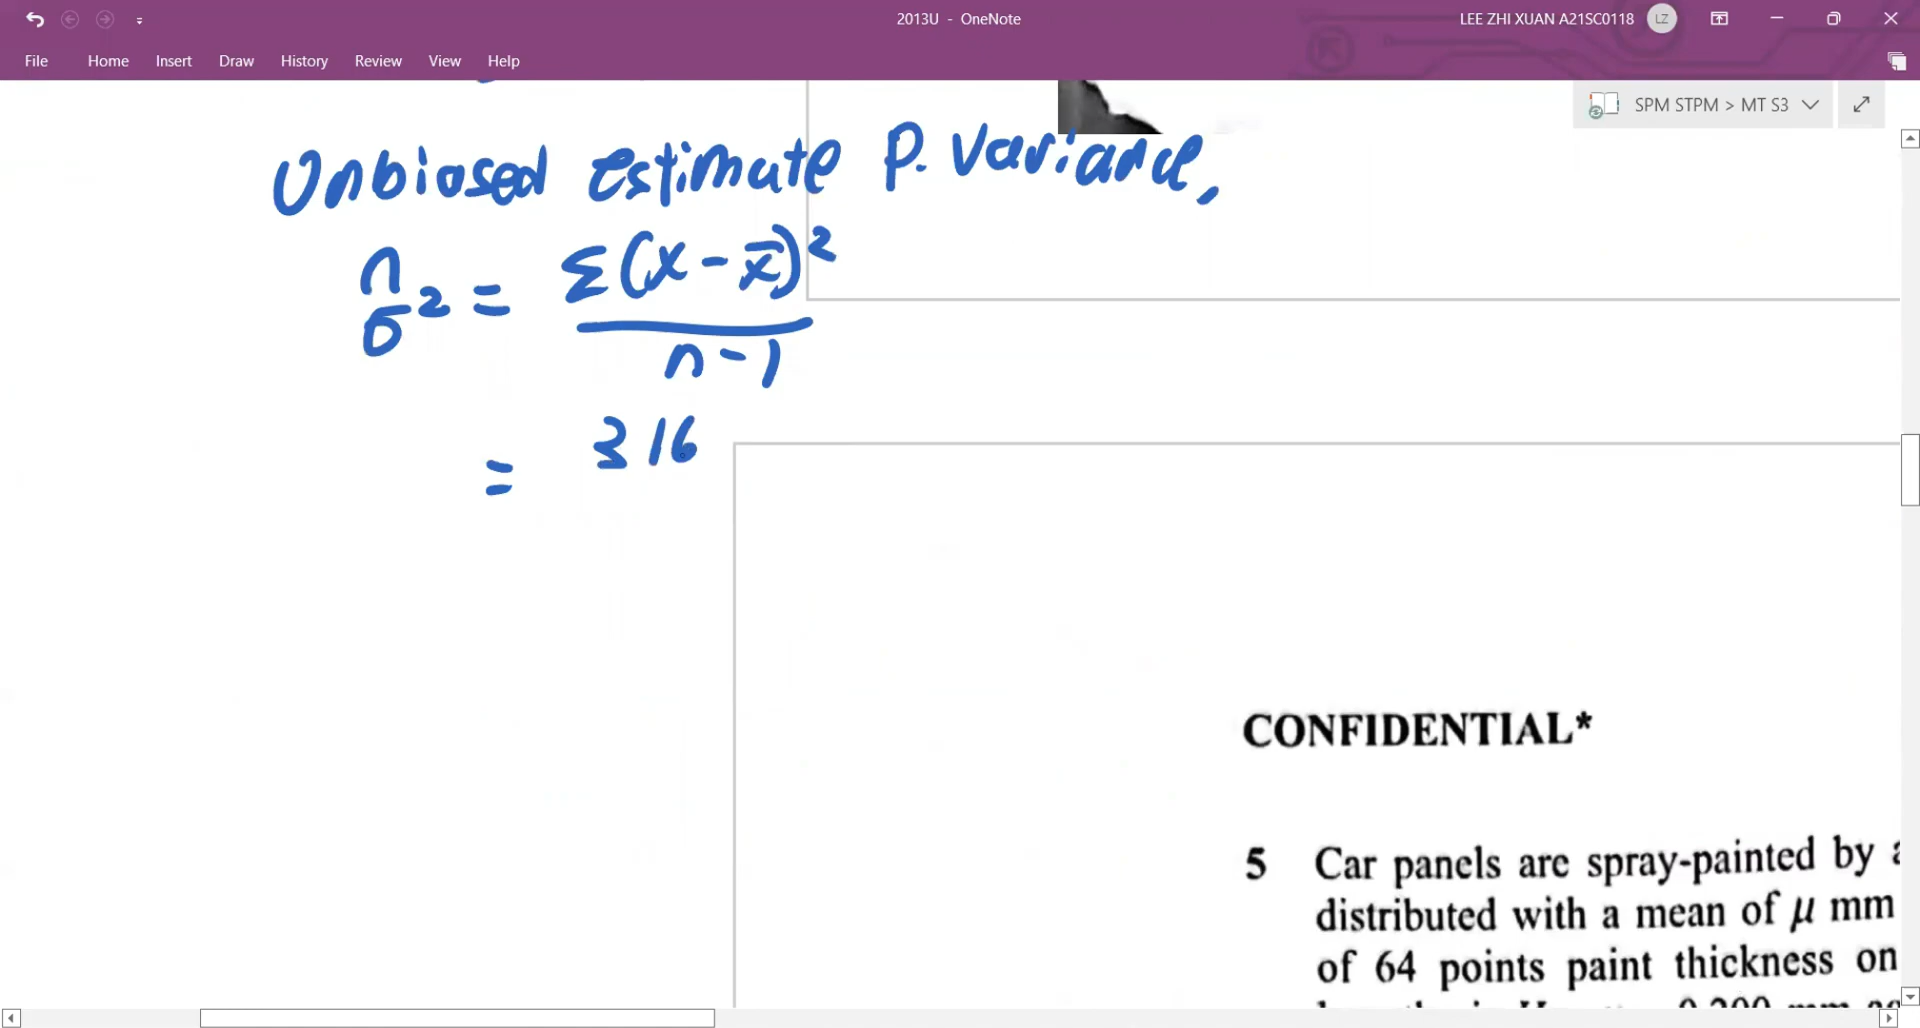 2013U - OneNote
LEE ZHI XUAN A21SC0118
LZ
File Home Insert Draw History Review View Help
SPM STPM > MT S3
Unbiased estimate P. Variance,
σ̂² = Σ(x - x̄)²
n - 1
= 316
CONFIDENTIAL*
5 Car panels are spray-painted by
distributed with a mean of μ mm
of 64 points paint thickness on